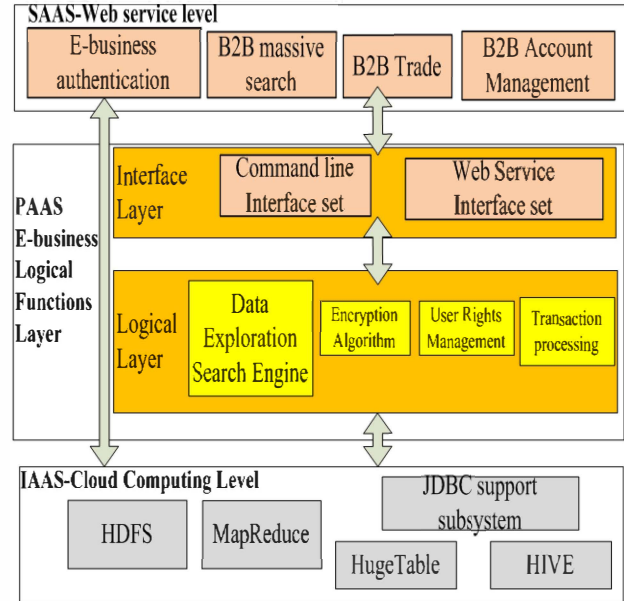 SAAS-Web service level
E-business
authentication
B2B massive
search
B2B Trade
B2B Account
Management
PAAS
E-business
Logical
Functions
Layer
Interface
Layer
Command line
Interface set
Web Service
Interface set
Logical
Layer
Data
Exploration
Search Engine
Encryption
Algorithm
User Rights
Management
Transaction
processing
IAAS-Cloud Computing Level
HDFS
MapReduce
JDBC support
subsystem
HugeTable
HIVE